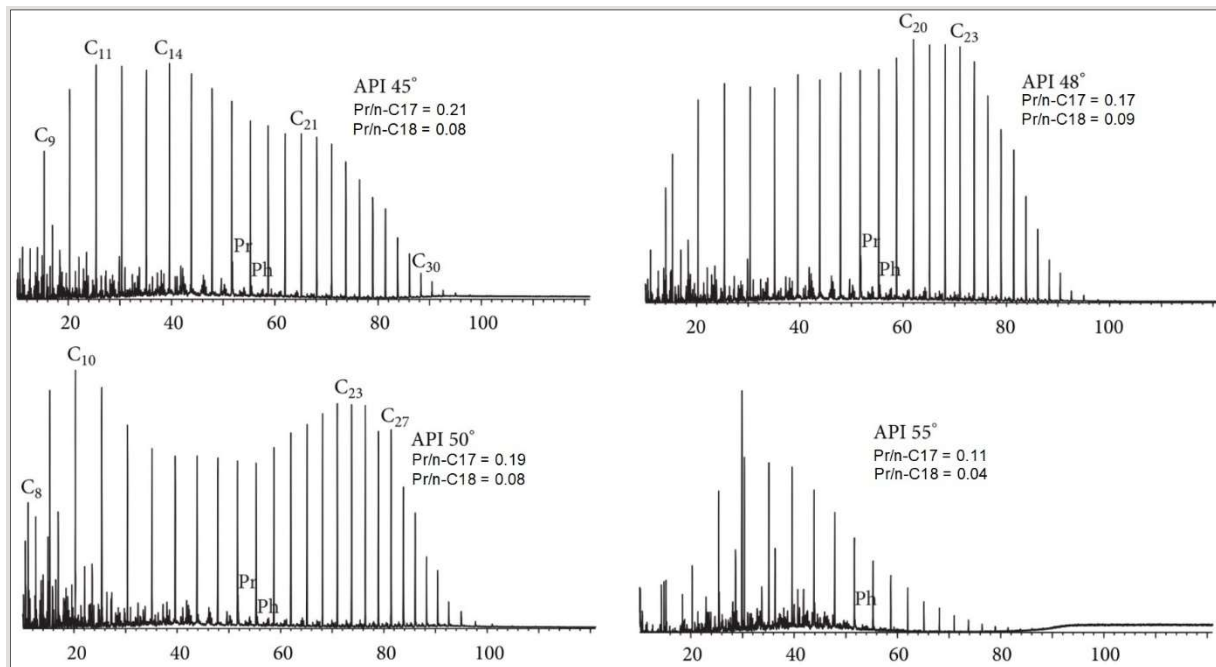 C11
C14
C9
API 45°
Pr/n-C17 = 0.21
Pr/n-C18 = 0.08
C21
Pr
Ph
C30
20 40 60 80 100
C20
C23
API 48°
Pr/n-C17 = 0.17
Pr/n-C18 = 0.09
Pr
Ph
20 40 60 80 100
C10
C23
C27
API 50°
Pr/n-C17 = 0.19
Pr/n-C18 = 0.08
C8
Pr
Ph
20 40 60 80 100
API 55°
Pr/n-C17 = 0.11
Pr/n-C18 = 0.04
Ph
20 40 60 80 100